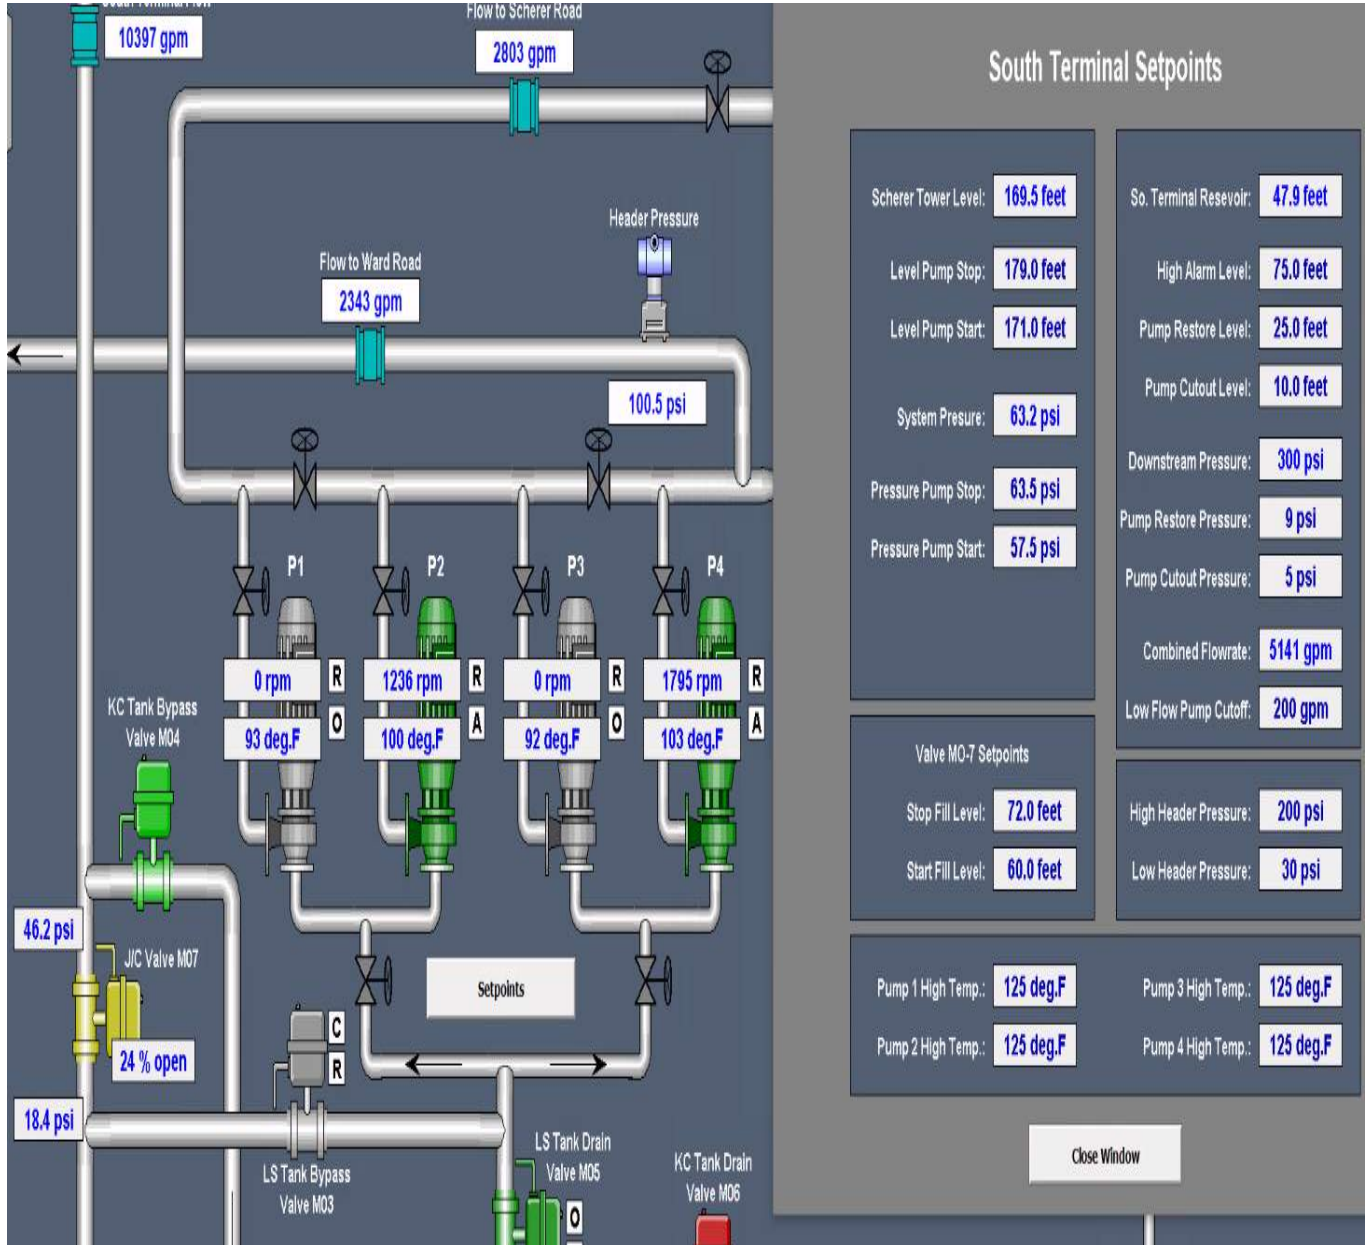 South Terminal Flow
10397 gpm
Flow to Scherer Road
2803 gpm
Header Pressure
Flow to Ward Road
2343 gpm
100.5 psi
P1
P2
P3
P4
0 rpm
R
1236 rpm
R
0 rpm
R
1795 rpm
R
93 deg.F
O
100 deg.F
A
92 deg.F
O
103 deg.F
A
KC Tank Bypass
Valve M04
46.2 psi
J/C Valve M07
24 % open
Setpoints
C
R
18.4 psi
LS Tank Bypass
Valve M03
LS Tank Drain
Valve M05
O
KC Tank Drain
Valve M06
South Terminal Setpoints
Scherer Tower Level: 169.5 feet
Level Pump Stop: 179.0 feet
Level Pump Start: 171.0 feet
System Presure: 63.2 psi
Pressure Pump Stop: 63.5 psi
Pressure Pump Start: 57.5 psi
So. Terminal Resevoir: 47.9 feet
High Alarm Level: 75.0 feet
Pump Restore Level: 25.0 feet
Pump Cutout Level: 10.0 feet
Downstream Pressure: 300 psi
Pump Restore Pressure: 9 psi
Pump Cutout Pressure: 5 psi
Combined Flowrate: 5141 gpm
Low Flow Pump Cutoff: 200 gpm
Valve MO-7 Setpoints
Stop Fill Level: 72.0 feet
Start Fill Level: 60.0 feet
High Header Pressure: 200 psi
Low Header Pressure: 30 psi
Pump 1 High Temp.: 125 deg.F
Pump 3 High Temp.: 125 deg.F
Pump 2 High Temp.: 125 deg.F
Pump 4 High Temp.: 125 deg.F
Close Window